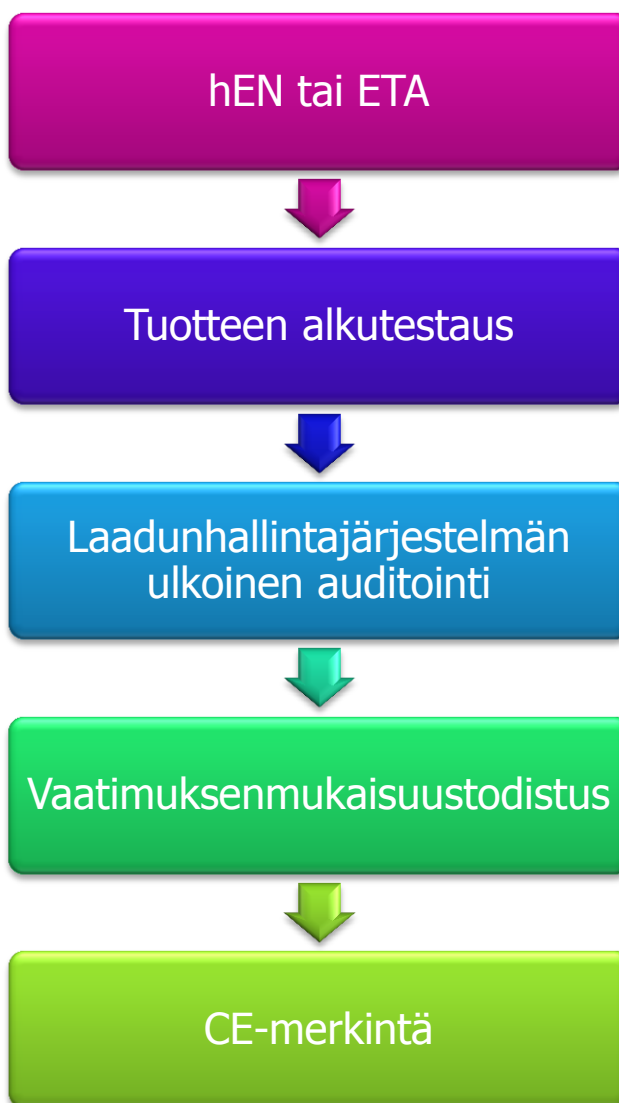 hEN tai ETA
Tuotteen alkutestaus
Laadunhallintajärjestelmän
ulkoinen auditointi
Vaatimuksenmukaisuustodistus
CE-merkintä